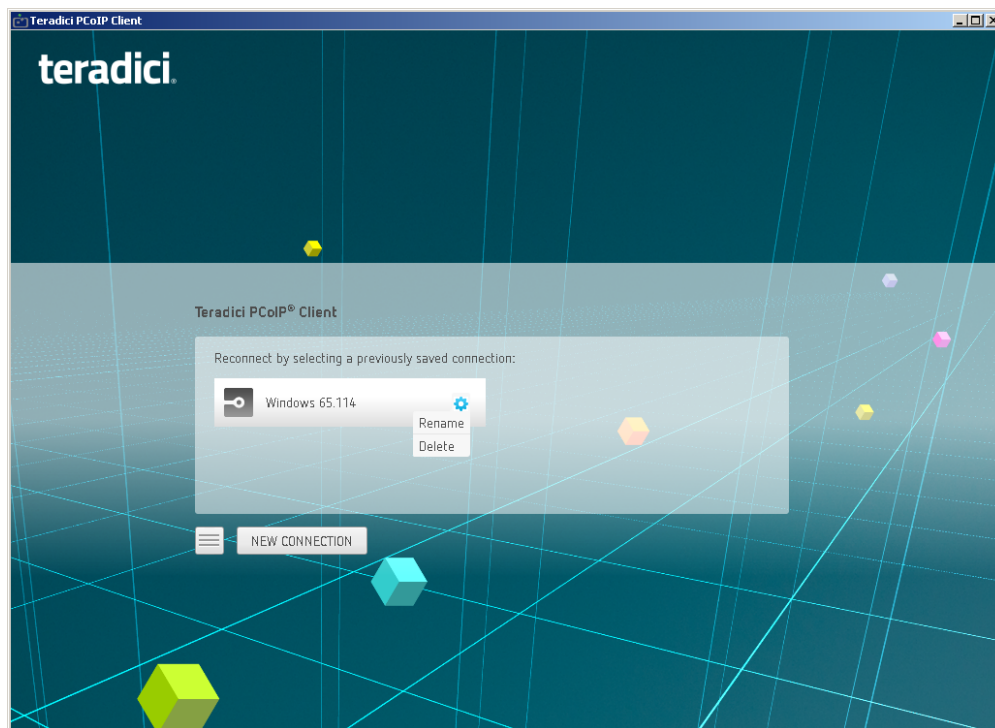 Teradici PCoIP Client
teradici®
Teradici PCoIP® Client
Reconnect by selecting a previously saved connection:
Windows 65.114
Rename
Delete
NEW CONNECTION